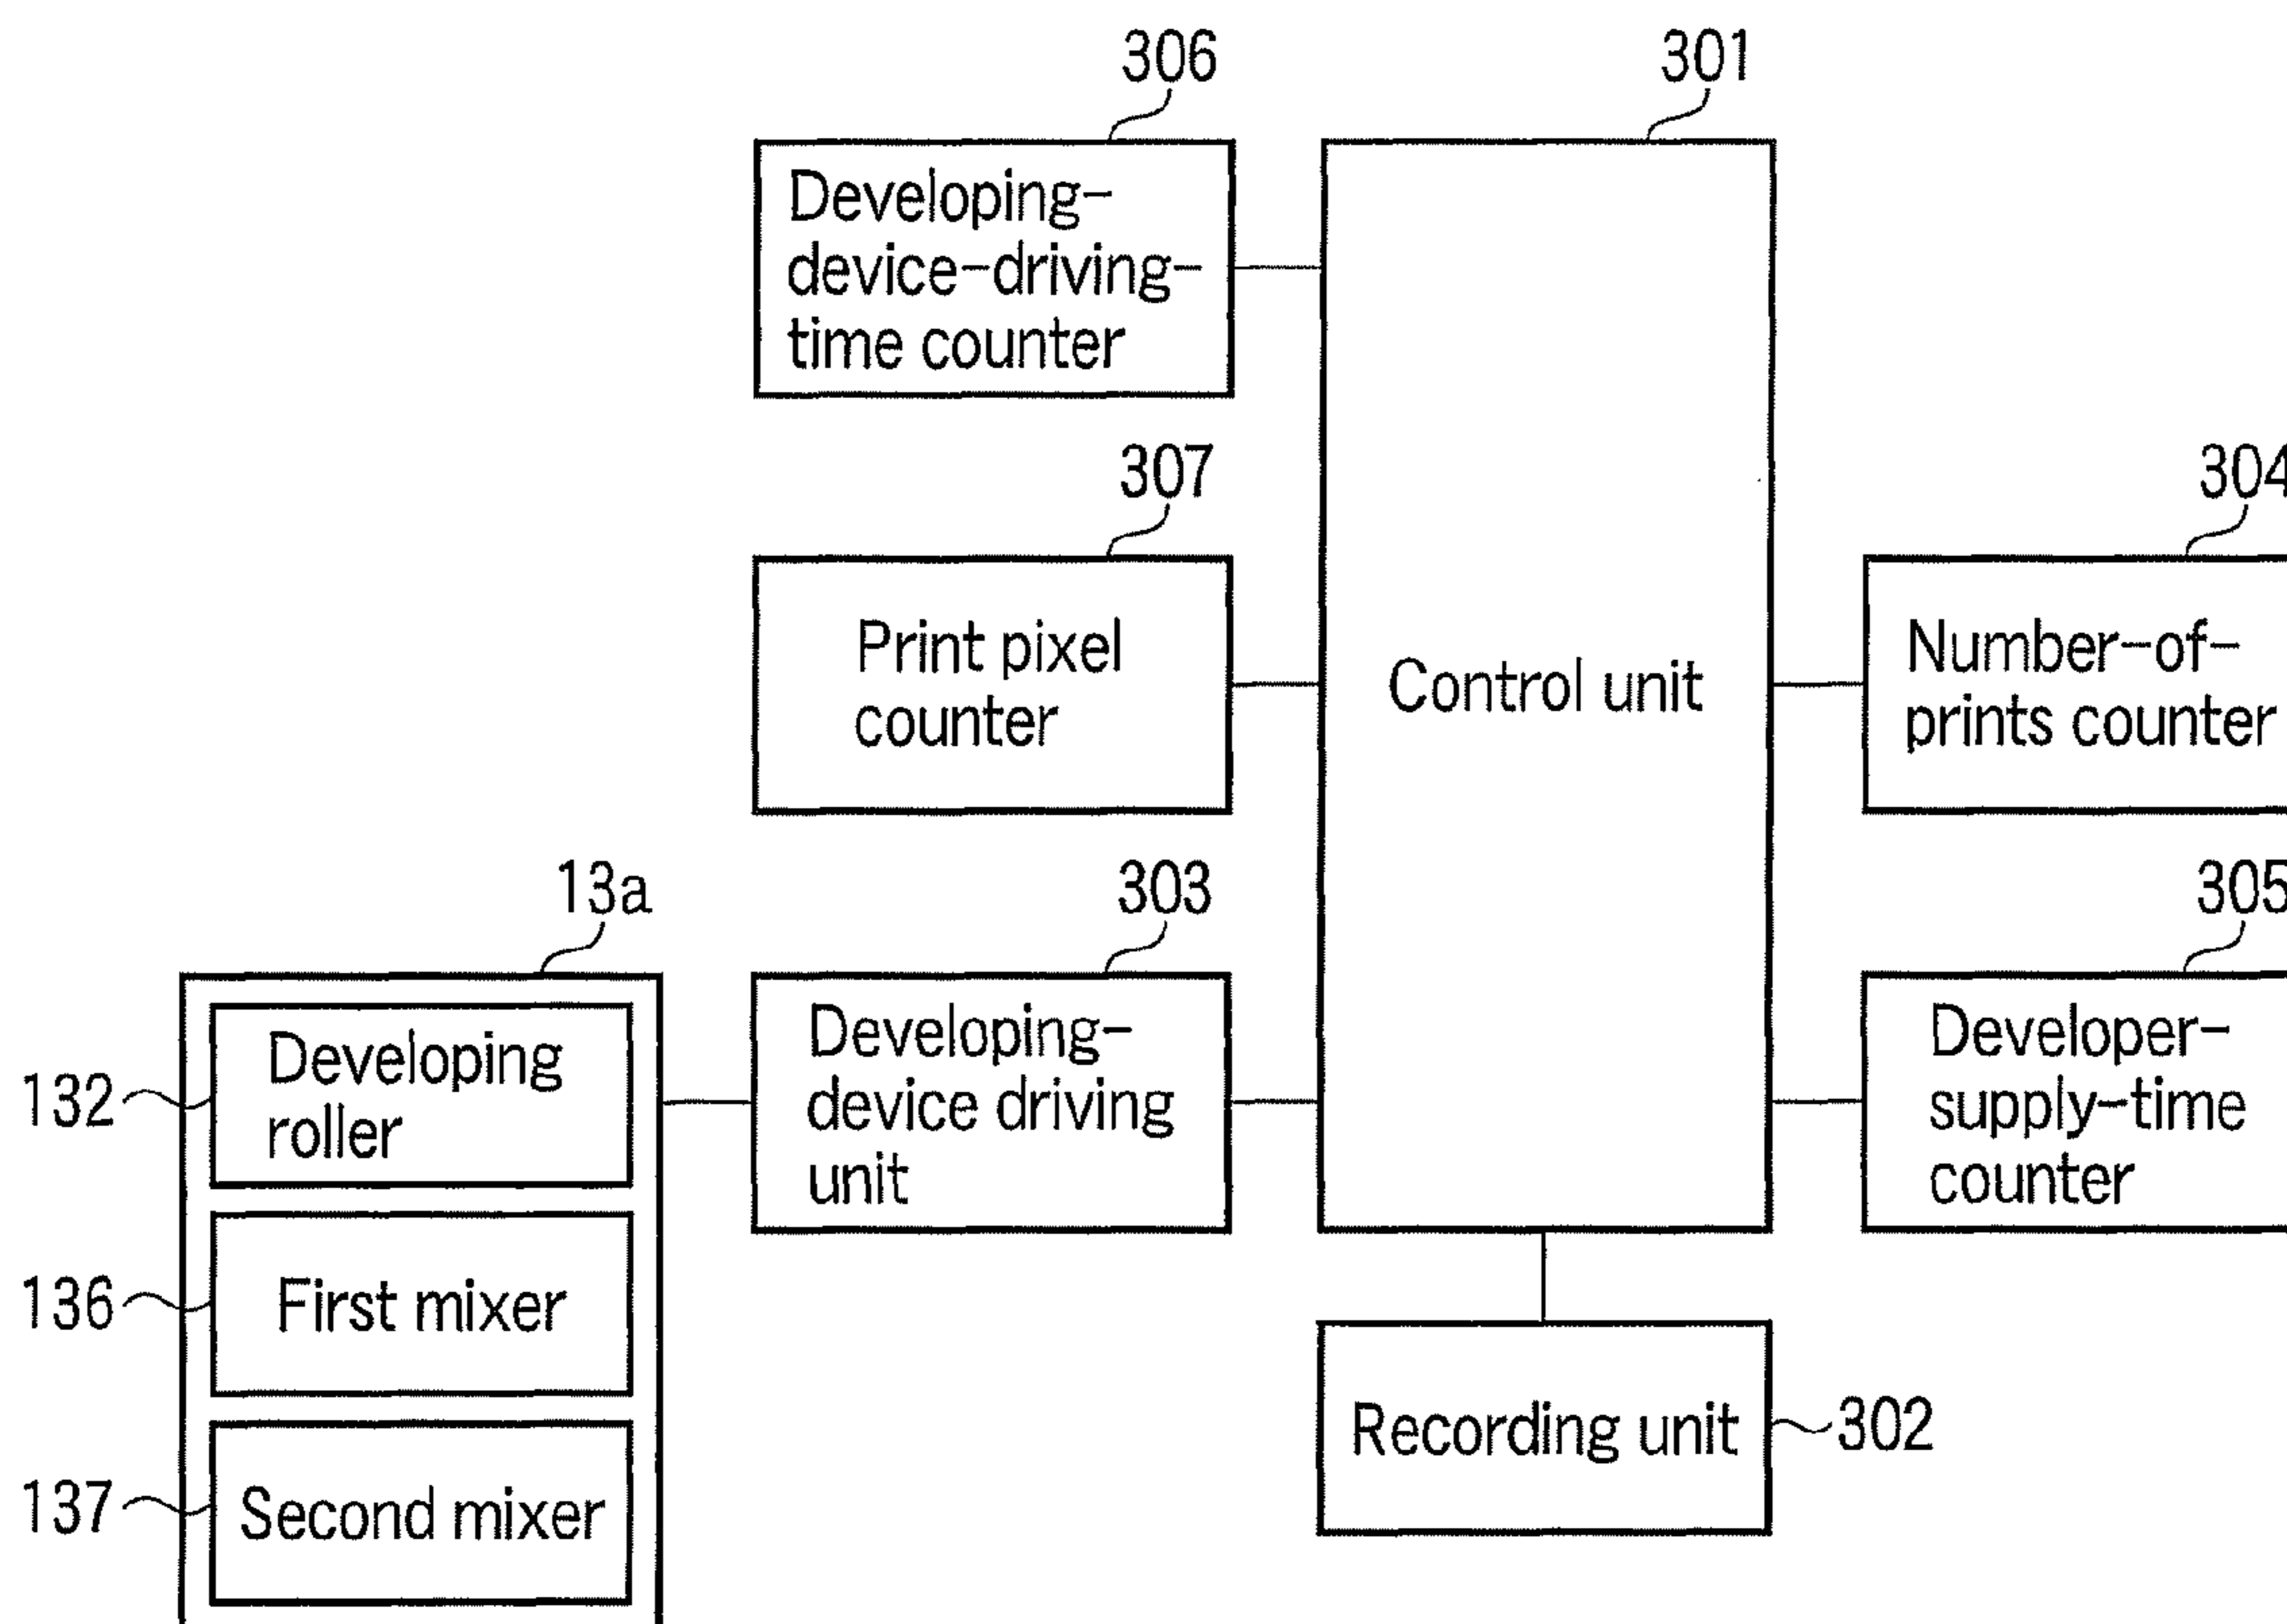 306
301
Developing-
device-driving-
time counter
307
304
Print pixel
counter
Control unit
Number-of-
prints counter
13a
303
305
132
Developing
roller
Developing-
device driving
unit
Developer-
supply-time
counter
136
First mixer
Recording unit
302
137
Second mixer